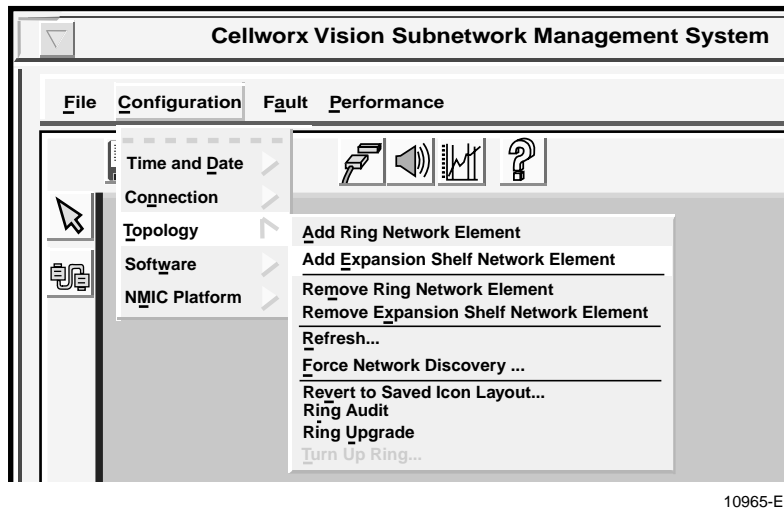 Cellworx Vision Subnetwork Management System
File Configuration Fault Performance
Time and Date
Connection
Topology
Software
NMIC Platform
Add Ring Network Element
Add Expansion Shelf Network Element
Remove Ring Network Element
Remove Expansion Shelf Network Element
Refresh...
Force Network Discovery ...
Revert to Saved Icon Layout...
Ring Audit
Ring Upgrade
Turn Up Ring...
10965-E